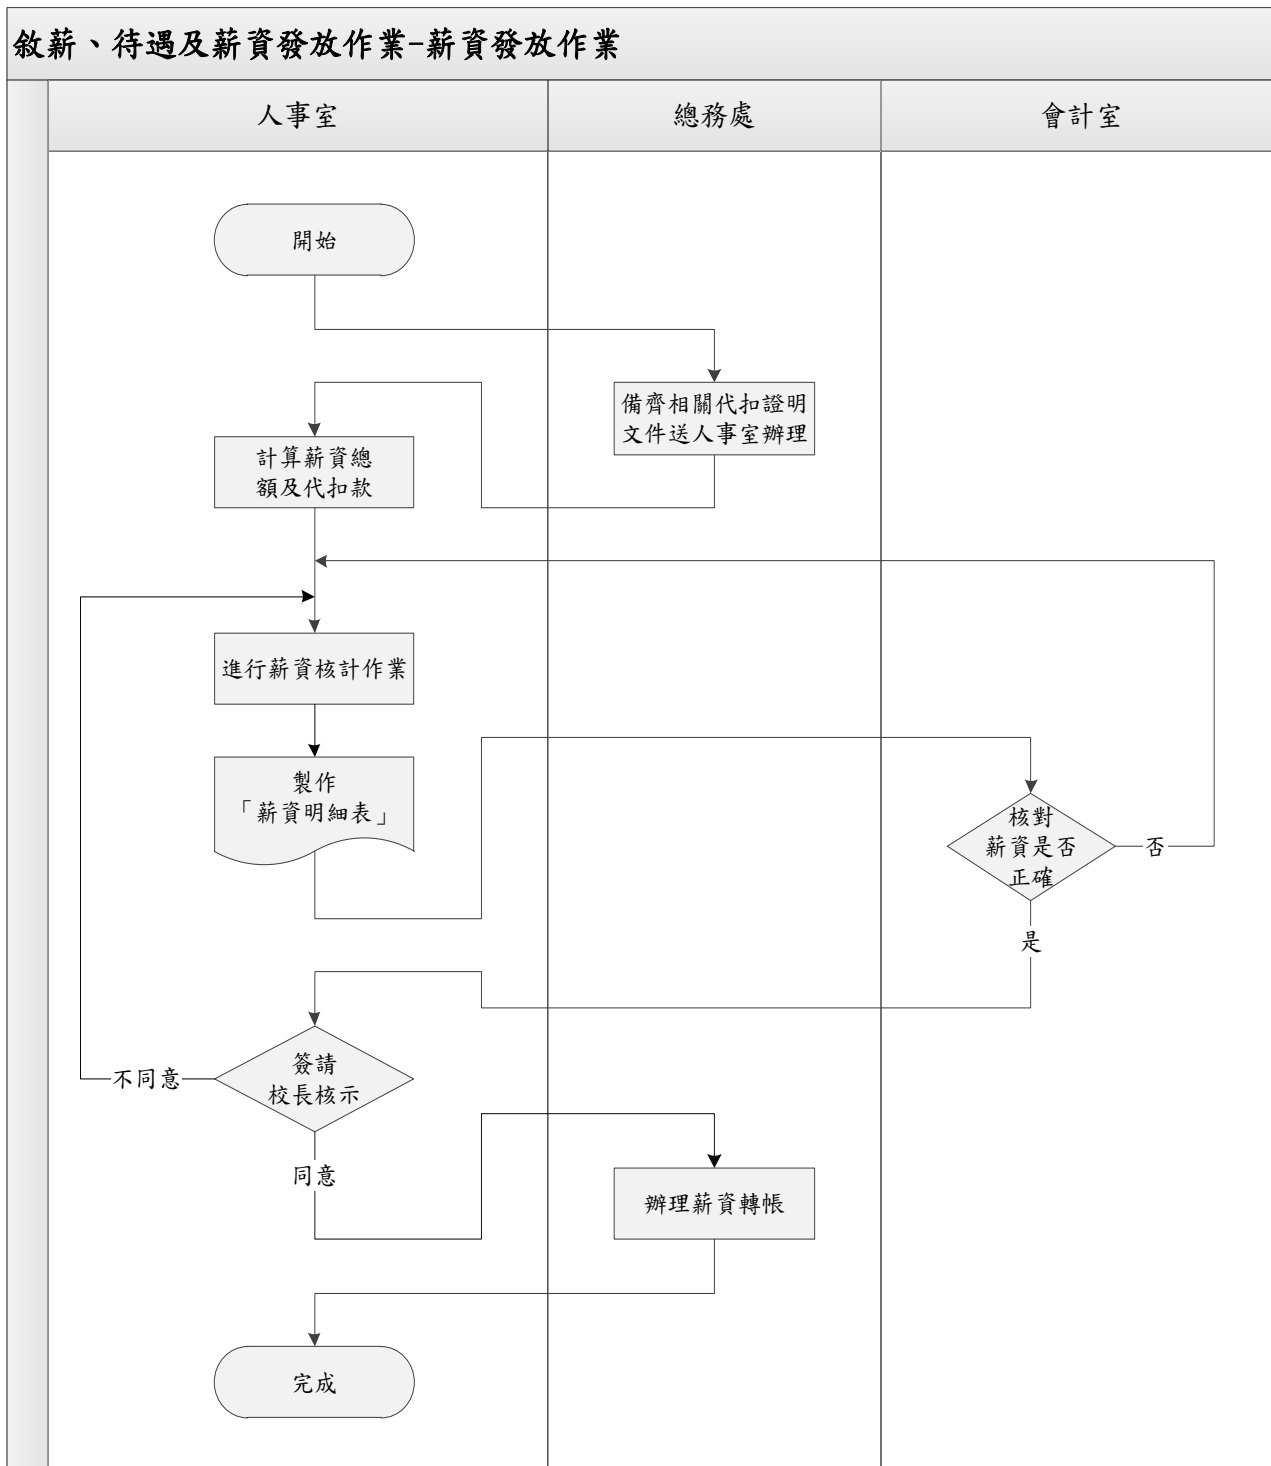 敘薪、待遇及薪資發放作業-薪資發放作業
人事室
總務處
會計室
開始
備齊相關代扣證明
文件送人事室辦理
計算薪資總
額及代扣款
進行薪資核計作業
製作
「薪資明細表」
核對
薪資是否
正確
否
是
簽請
校長核示
不同意
同意
辦理薪資轉帳
完成